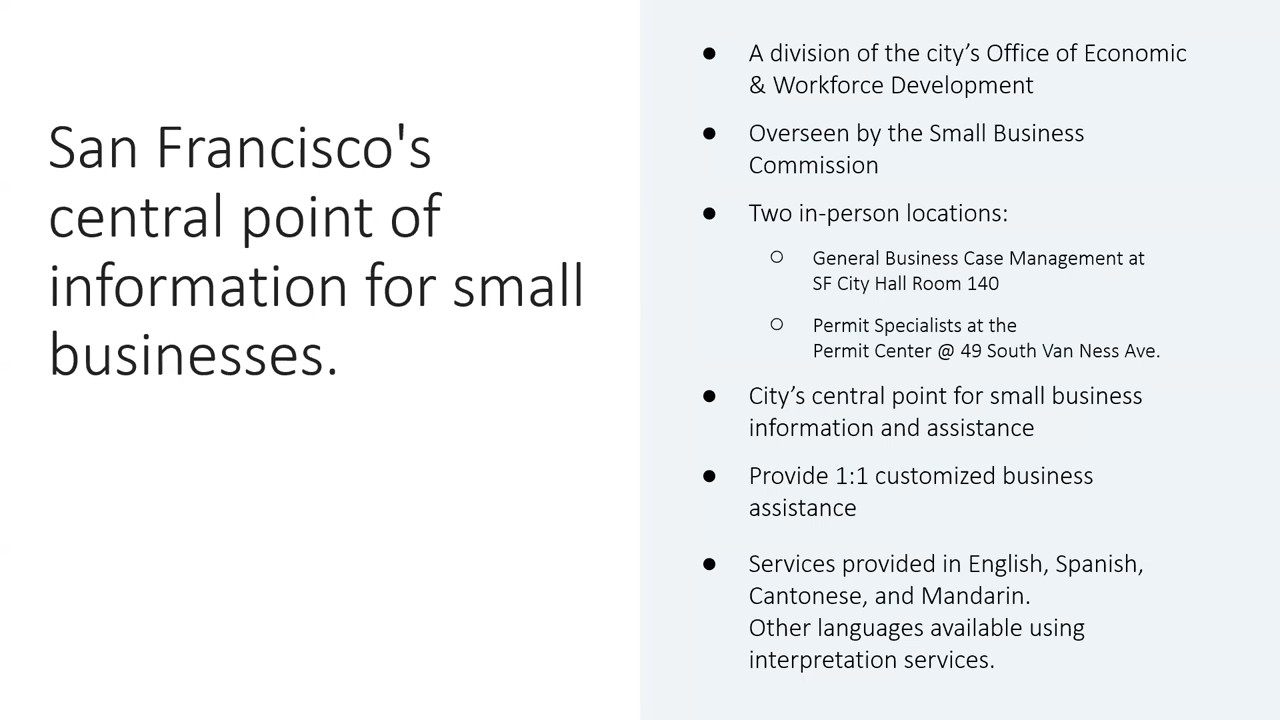 San Francisco's
central point of
information for small
businesses.
● A division of the city’s Office of Economic
& Workforce Development
● Overseen by the Small Business
Commission
● Two in-person locations:
○ General Business Case Management at
SF City Hall Room 140
○ Permit Specialists at the
Permit Center @ 49 South Van Ness Ave.
● City’s central point for small business
information and assistance
● Provide 1:1 customized business
assistance
● Services provided in English, Spanish,
Cantonese, and Mandarin.
Other languages available using
interpretation services.